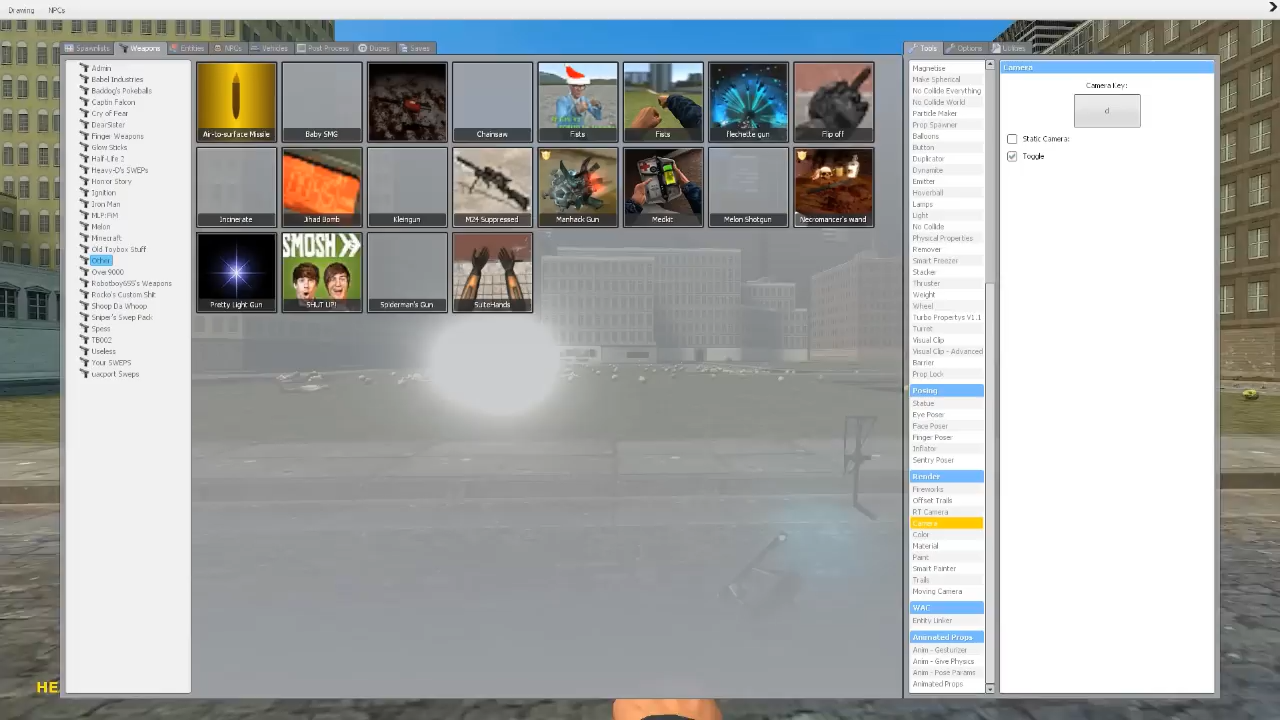 Drawing NPCs
Spawnlists Weapons Entities NPCs Vehicles Post Process Dupes Saves
Admin
Babel Industries
Baddog's Pokeballs
Captin Falcon
Cry of Fear
DearSister
Finger Weapons
Glow Sticks
Half-Life 2
Heavy-D's SWEPs
Horror Story
Ignition
Iron Man
MLP:FiM
Melon
Minecraft
Old Toybox Stuff
Other
Over9000
Robotboy655's Weapons
Rocko's Custom Shit
Shoop Da Whoop
Sniper's Swep Pack
Spess
TB002
Useless
Your SWEPS
uacport Sweps
Air-to-surface Missile
Baby SMG
Chainsaw
Fists
Fists
flechette gun
Flip off
Incinerate
Jihad Bomb
Kleingun
M24 Suppressed
Manhack Gun
Medkit
Melon Shotgun
Necromancer's wand
Pretty Light Gun
SMOSH
SHUT UP!
Spiderman's Gun
SuiteHands
HE
Tools Options Utilities
Magnetise
Make Spherical
No Collide Everything
No Collide World
Particle Maker
Prop Spawner
Balloons
Button
Duplicator
Dynamite
Emitter
Hoverball
Lamps
Light
No Collide
Physical Properties
Remover
Smart Freezer
Stacker
Thruster
Weight
Wheel
Turbo Propertys V1.1
Turret
Visual Clip
Visual Clip - Advanced
Barrier
Prop Lock
Posing
Statue
Eye Poser
Face Poser
Finger Poser
Inflator
Sentry Poser
Render
Fireworks
Offset Trails
RT Camera
Camera
Color
Material
Paint
Smart Painter
Trails
Moving Camera
WAC
Entity Linker
Animated Props
Anim - Gesturizer
Anim - Give Physics
Anim - Pose Params
Animated Props
Camera
Camera Key:
d
Static Camera:
Toggle